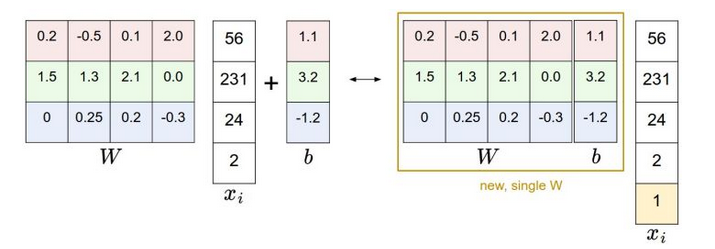 0.2 -0.5 0.1 2.0 56 1.1 0.2 -0.5 0.1 2.0 1.1 56
1.5 1.3 2.1 0.0 231 + 3.2 ↔ 1.5 1.3 2.1 0.0 3.2 231
0 0.25 0.2 -0.3 24 -1.2 0 0.25 0.2 -0.3 -1.2 24
W 2 b W b 2
x_i new, single W 1
x_i